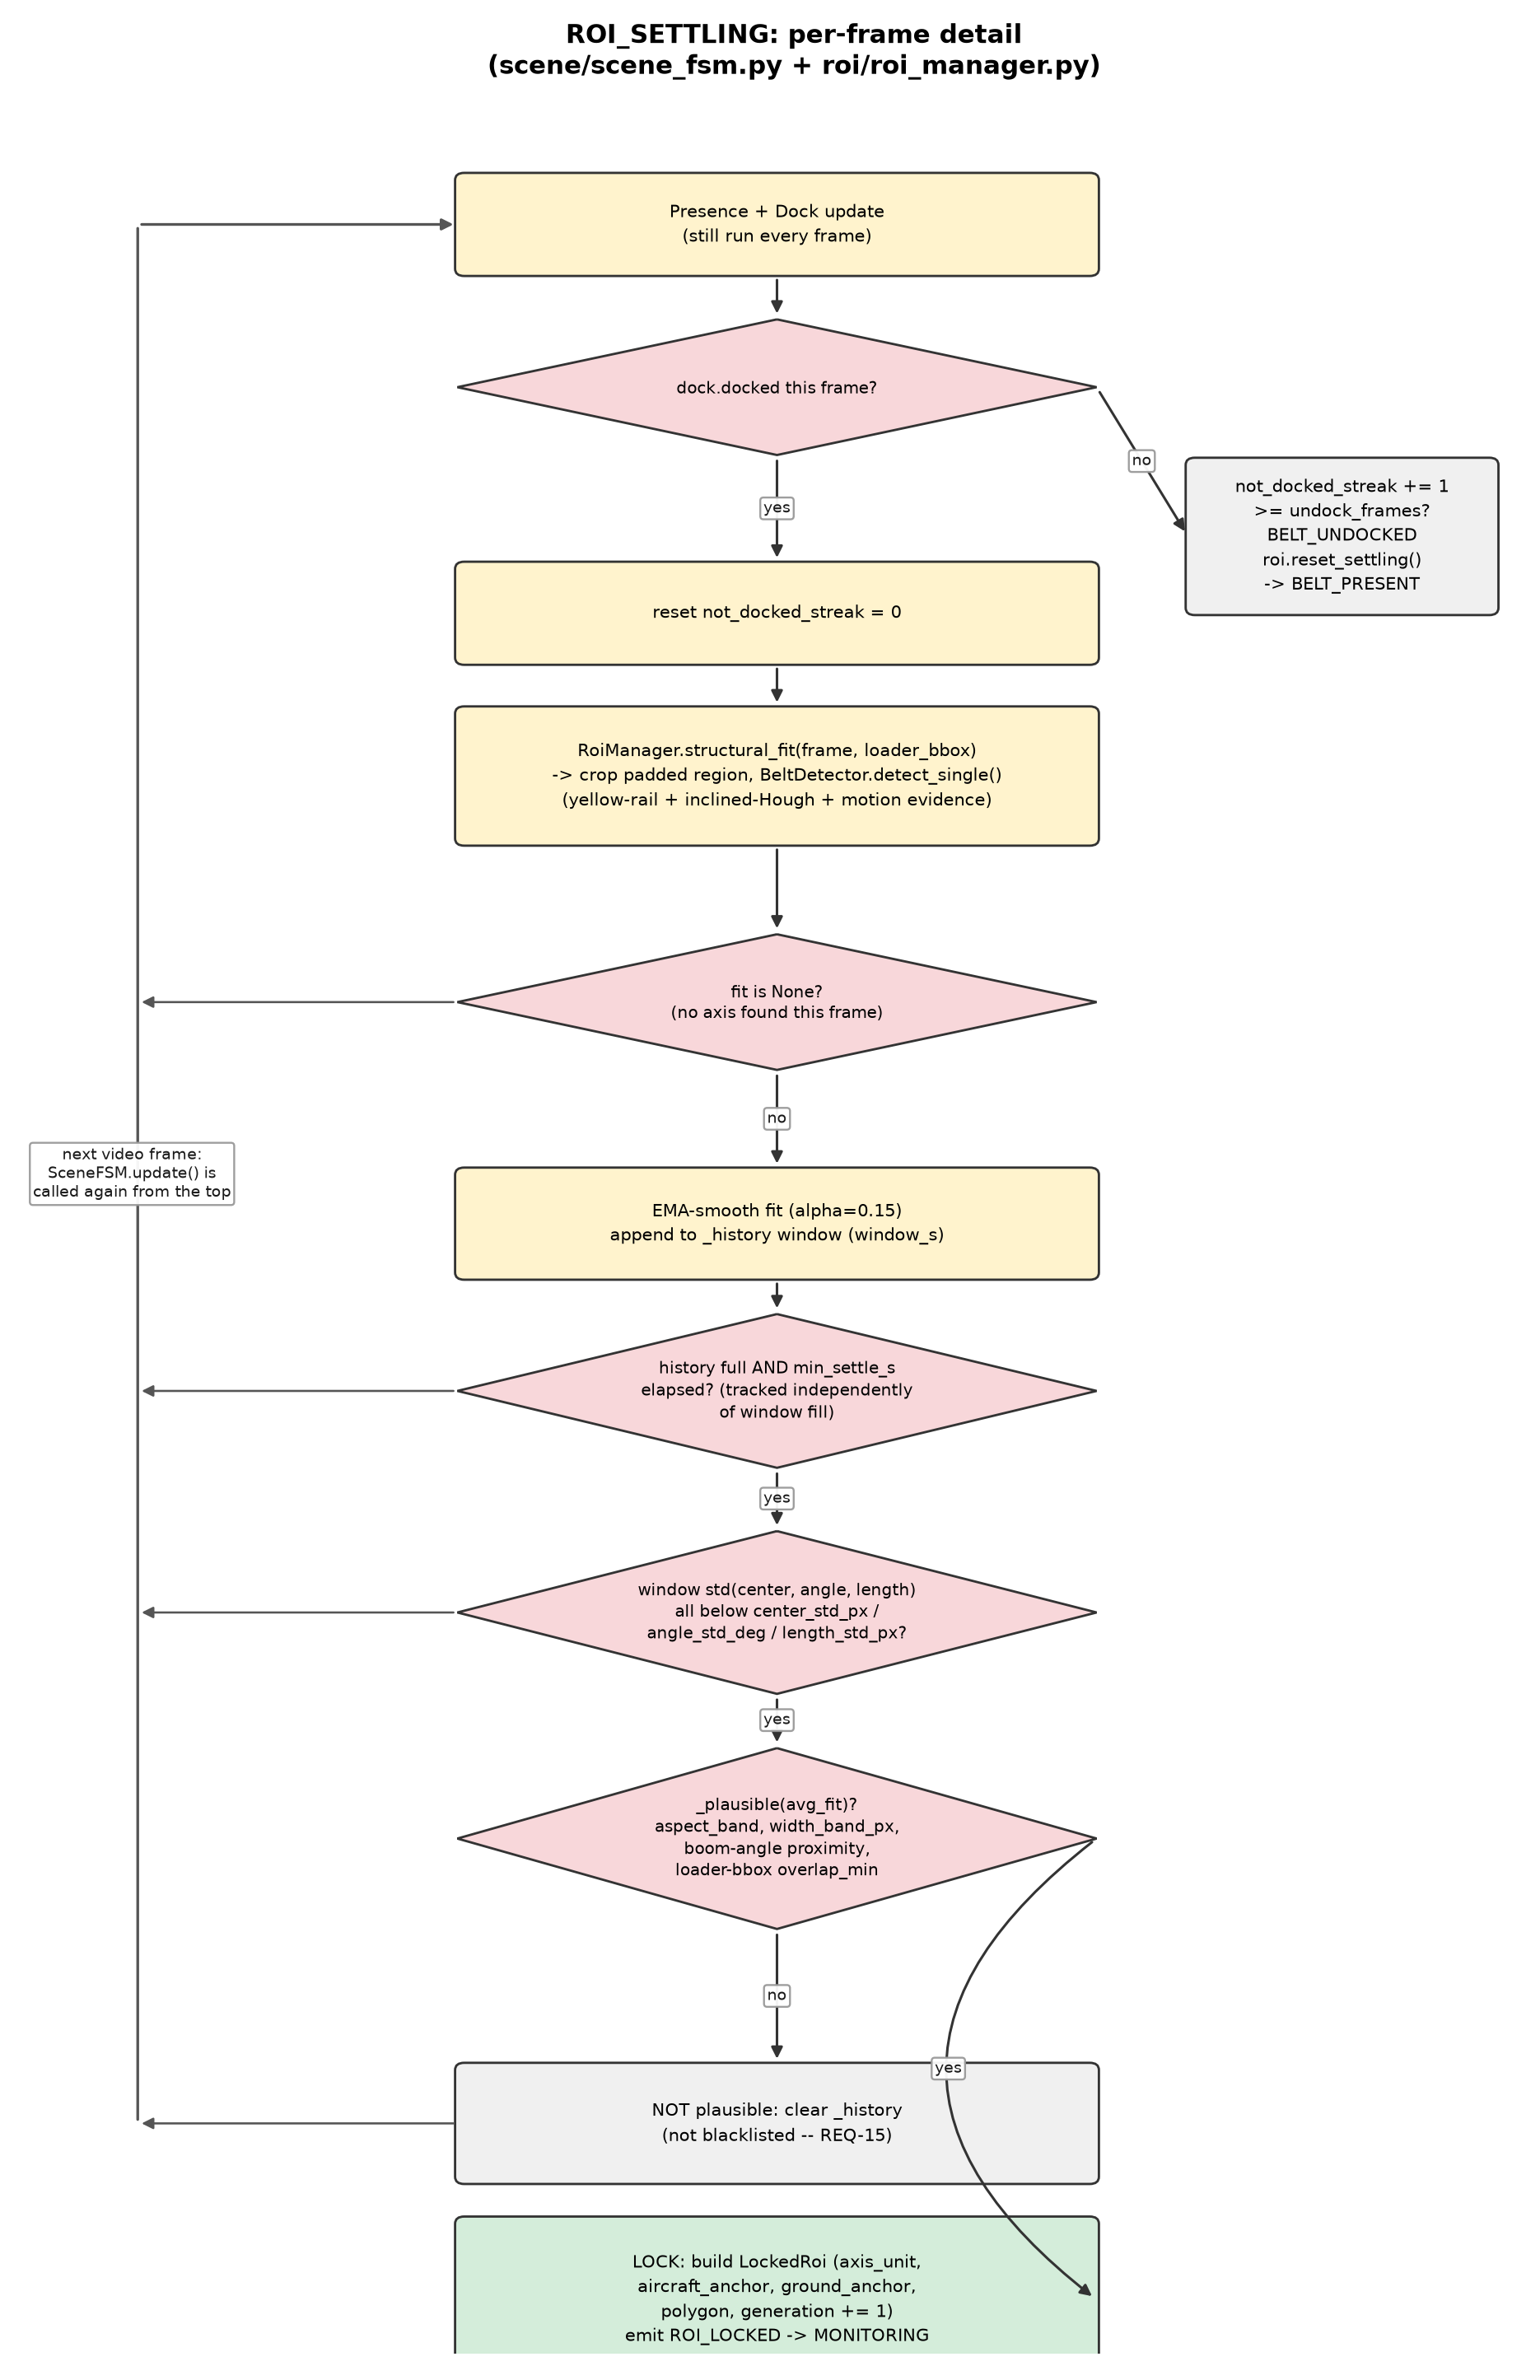 ROI_SETTLING: per-frame detail
(scene/scene_fsm.py + roi/roi_manager.py)
Presence + Dock update
(still run every frame)
dock.docked this frame?
no
not_docked_streak += 1
>= undock_frames?
BELT_UNDOCKED
roi.reset_settling()
-> BELT_PRESENT
yes
reset not_docked_streak = 0
RoiManager.structural_fit(frame, loader_bbox)
-> crop padded region, BeltDetector.detect_single()
(yellow-rail + inclined-Hough + motion evidence)
fit is None?
(no axis found this frame)
no
next video frame:
SceneFSM.update() is
called again from the top
EMA-smooth fit (alpha=0.15)
append to _history window (window_s)
history full AND min_settle_s
elapsed? (tracked independently
of window fill)
yes
window std(center, angle, length)
all below center_std_px /
angle_std_deg / length_std_px?
yes
_plausible(avg_fit)?
aspect_band, width_band_px,
boom-angle proximity,
loader-bbox overlap_min
no
yes
NOT plausible: clear _history
(not blacklisted -- REQ-15)
LOCK: build LockedRoi (axis_unit,
aircraft_anchor, ground_anchor,
polygon, generation += 1)
emit ROI_LOCKED -> MONITORING